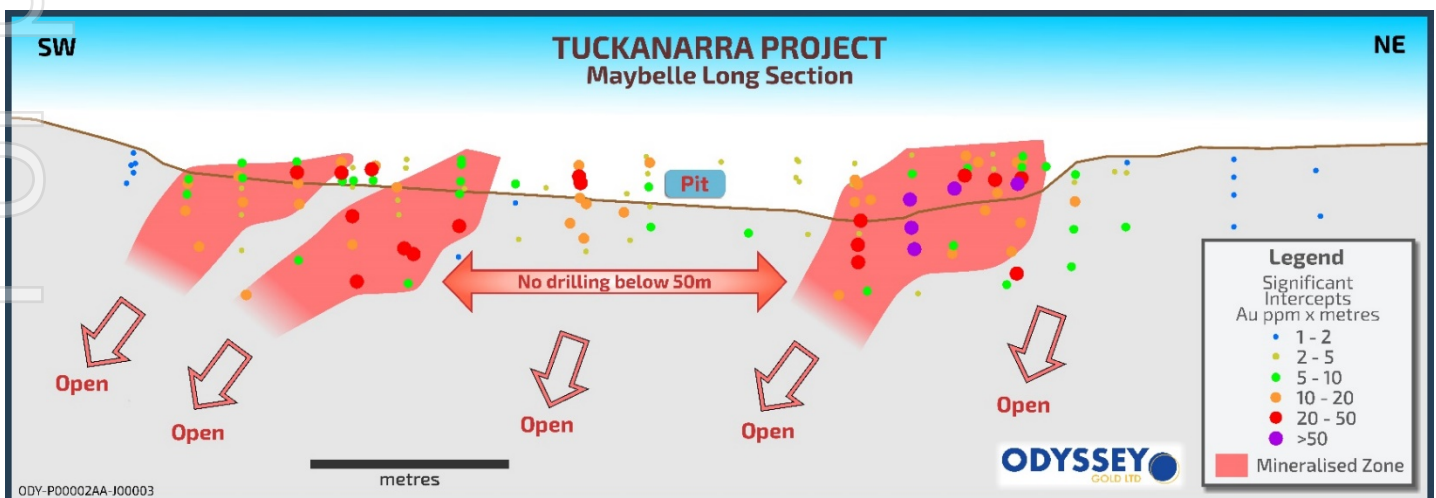 SW
TUCKANARRA PROJECT
NE
Maybelle Long Section
Pit
No drilling below 50m
Open
Open
Open
Open
Open
Legend
Significant
Intercepts
Au ppm x metres
1 - 2
2 - 5
5 - 10
10 - 20
20 - 50
>50
Mineralised Zone
ODYSSEY
GOLD LTD
metres
ODY-P00002AA-J00003